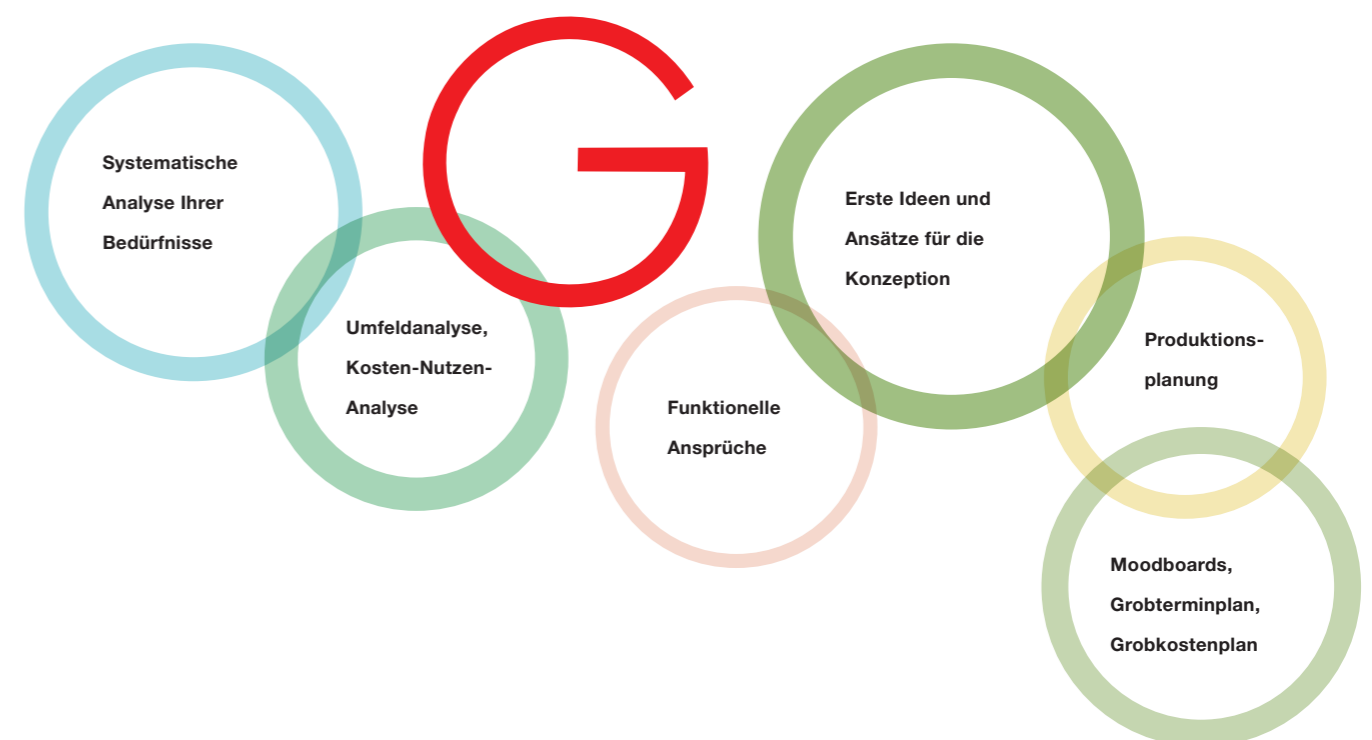 Systematische
Analyse Ihrer
Bedürfnisse
G
Umfeldanalyse,
Kosten-Nutzen-
Analyse
Funktionelle
Ansprüche
Erste Ideen und
Ansätze für die
Konzeption
Produktions-
planung
Moodboards,
Grobterminplan,
Grobkostenplan